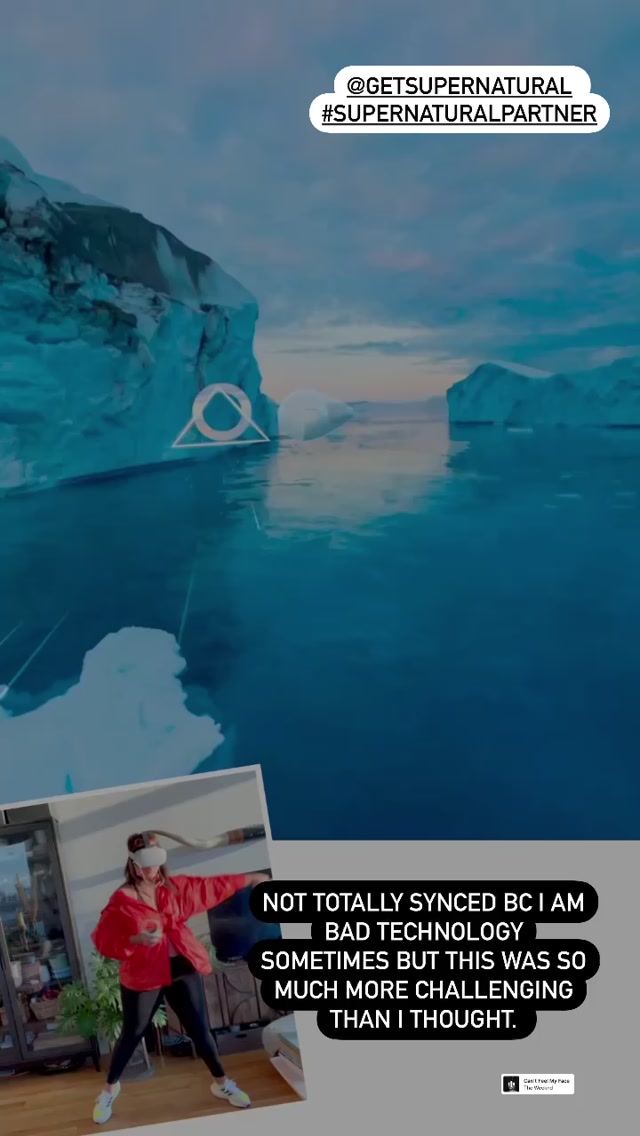 @GETSUPERNATURAL
#SUPERNATURALPARTNER
NOT TOTALLY SYNCED BC I AM
BAD TECHNOLOGY
SOMETIMES BUT THIS WAS SO
MUCH MORE CHALLENGING
THAN I THOUGHT.
Can't Feel My Face
The Weeknd